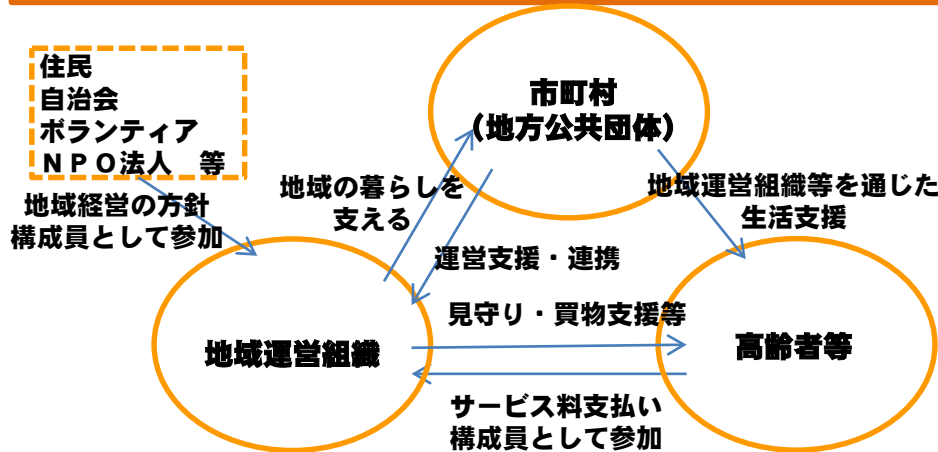 住民
自治会
ボランティア
ＮＰＯ法人　等
地域経営の方針
構成員として参加
市町村
（地方公共団体）
地域の暮らしを
支える
地域運営組織等を通じた
生活支援
運営支援・連携
見守り・買物支援等
地域運営組織
高齢者等
サービス料支払い
構成員として参加